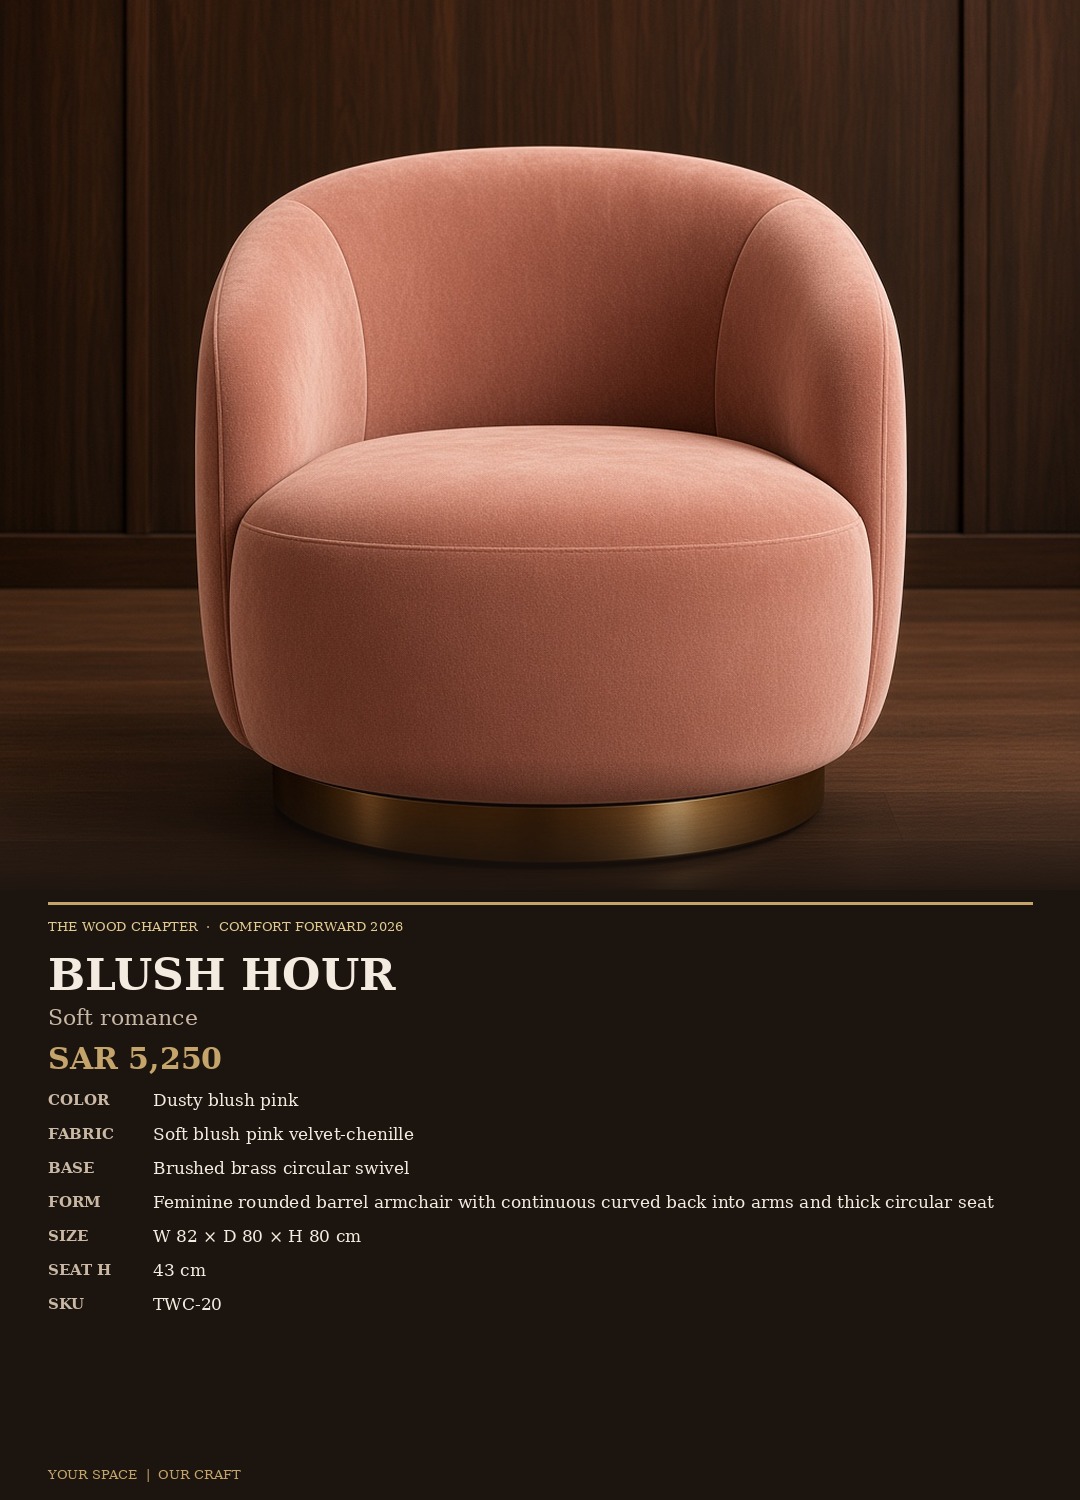 THE WOOD CHAPTER · COMFORT FORWARD 2026
BLUSH HOUR
Soft romance
SAR 5,250
COLOR Dusty blush pink
FABRIC Soft blush pink velvet-chenille
BASE Brushed brass circular swivel
FORM Feminine rounded barrel armchair with continuous curved back into arms and thick circular seat
SIZE W 82 × D 80 × H 80 cm
SEAT H 43 cm
SKU TWC-20
YOUR SPACE | OUR CRAFT